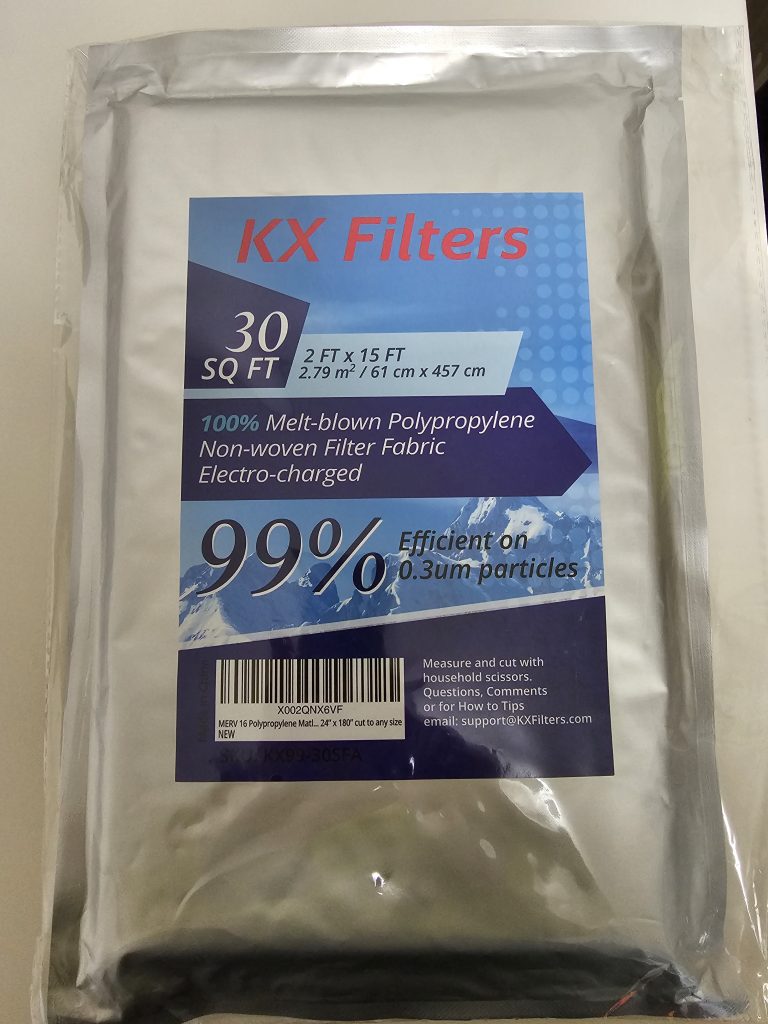 KX Filters
30
SQ FT
2 FT x 15 FT
2.79 m² / 61 cm x 457 cm
100% Melt-blown Polypropylene
Non-woven Filter Fabric
Electro-charged
99%
Efficient on
0.3um particles
X002QNX6VF
MERV 16 Polypropylene Matl... 24" x 180" cut to any size
NEW
SKU: KX99-30SFA
Measure and cut with
household scissors.
Questions, Comments
or for How to Tips
email: support@KXFilters.com